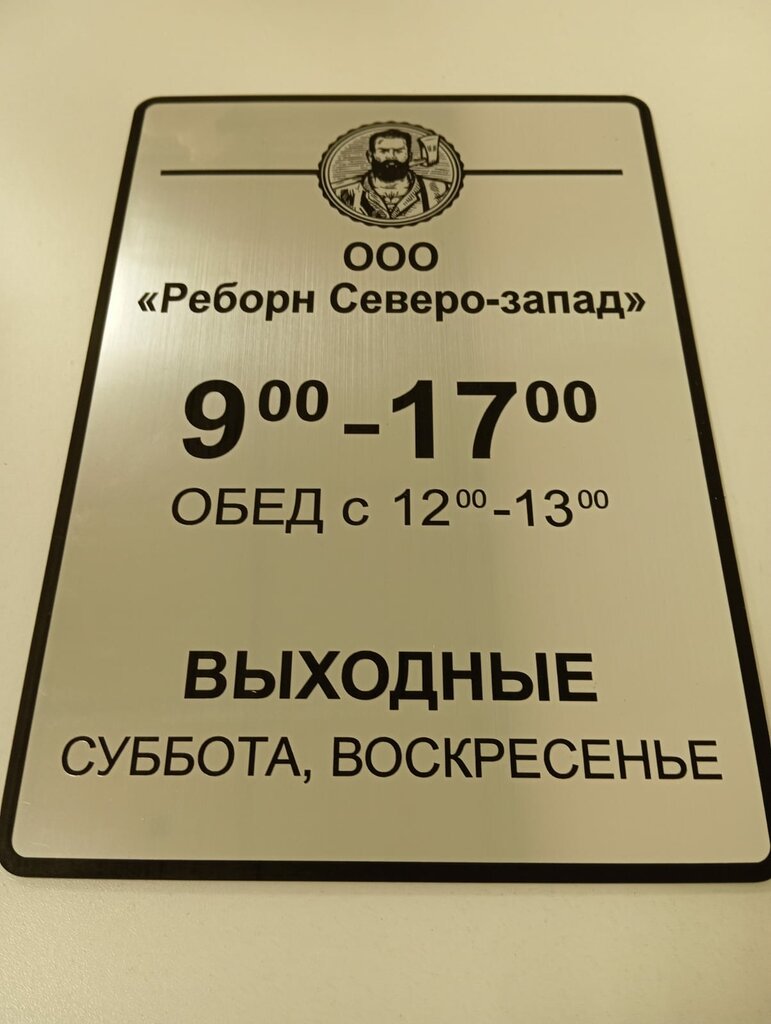 ООО
«Реборн Северо-запад»
9⁰⁰-17⁰⁰
ОБЕД с 12⁰⁰-13⁰⁰
ВЫХОДНЫЕ
СУББОТА, ВОСКРЕСЕНЬЕ